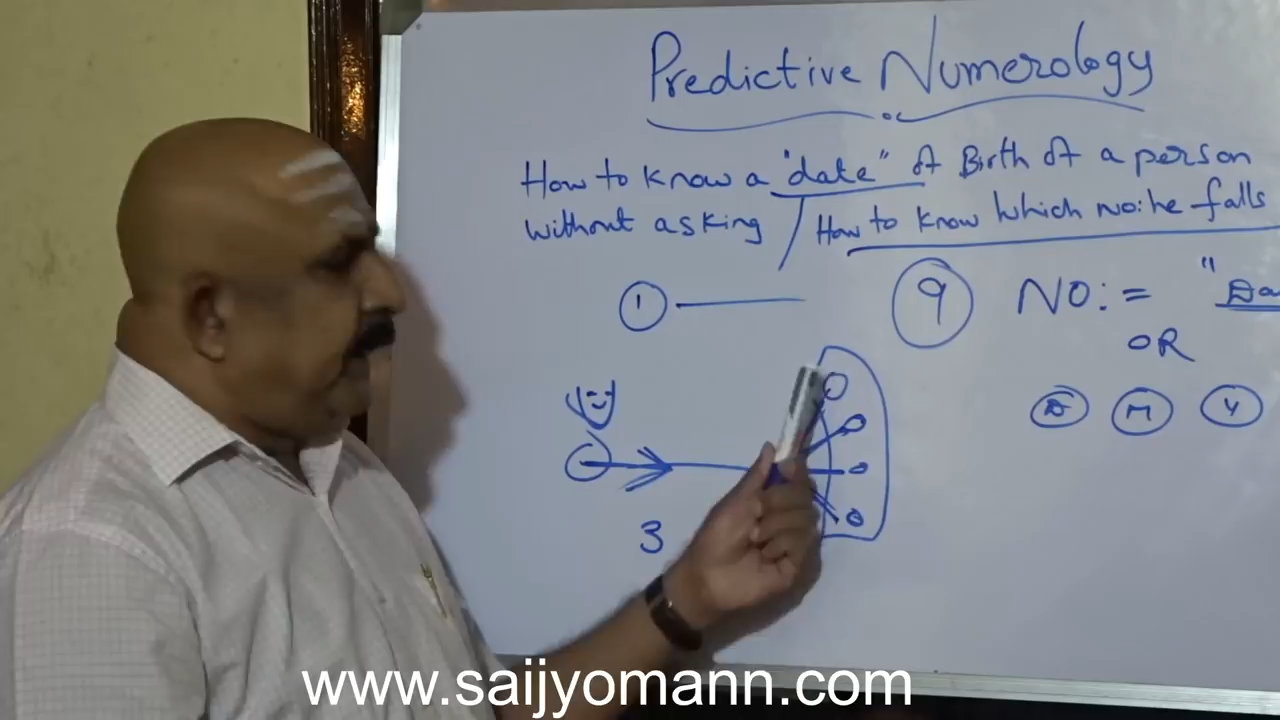 Predictive Numerology
How to know a "date" of Birth of a person
without asking / How to know which no: he falls
1
9 NO: = "Da
OR
D M Y
3
www.saijyomann.com